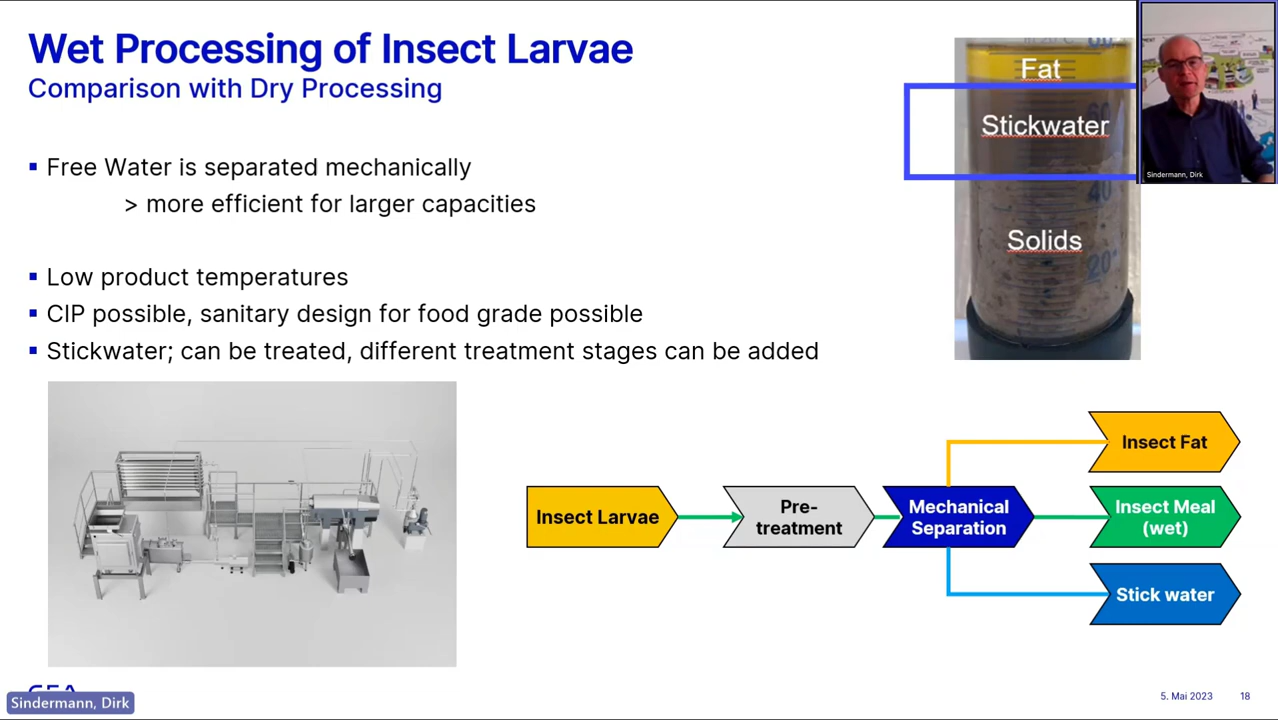 Wet Processing of Insect Larvae
Comparison with Dry Processing
Free Water is separated mechanically
> more efficient for larger capacities
Low product temperatures
CIP possible, sanitary design for food grade possible
Stickwater; can be treated, different treatment stages can be added
Fat
Stickwater
40
Solids
20
Sindermann, Dirk
Insect Larvae
Pre-
treatment
Mechanical
Separation
Insect Fat
Insect Meal
(wet)
Stick water
Sindermann, Dirk
5. Mai 2023
18